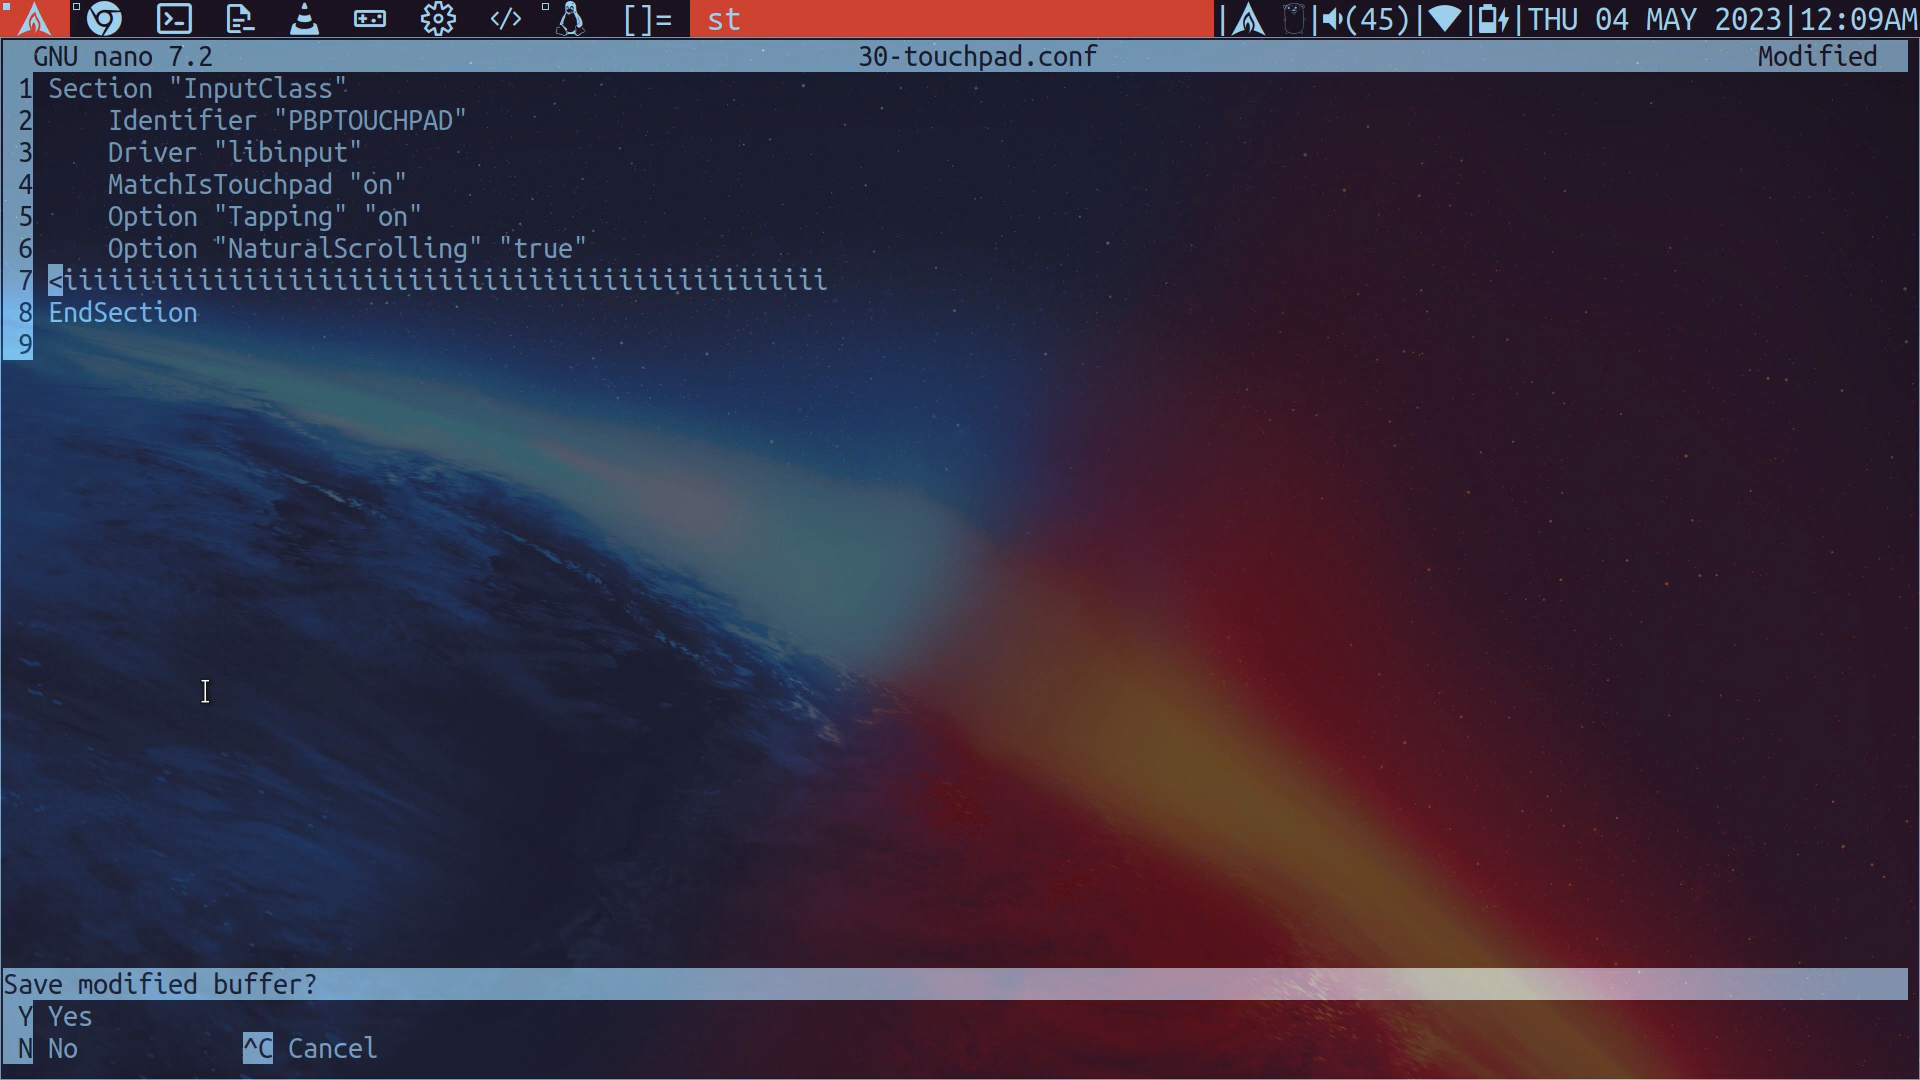 []= st |(45)||THU 04 MAY 2023|12:09AM
GNU nano 7.2 30-touchpad.conf Modified
1 Section "InputClass"
2 Identifier "PBPTOUCHPAD"
3 Driver "libinput"
4 MatchIsTouchpad "on"
5 Option "Tapping" "on"
6 Option "NaturalScrolling" "true"
7 <iiiiiiiiiiiiiiiiiiiiiiiiiiiiiiiiiiiiiiiiiiiiiiiiiii
8 EndSection
9
Save modified buffer?
Y Yes
N No ^C Cancel